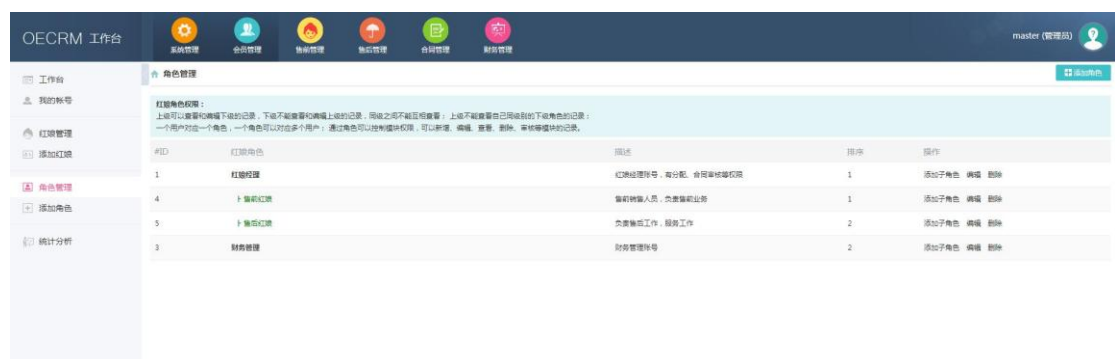 OECRM 工作台
系统管理 会员管理 售前管理 售后管理 合同管理 财务管理
master (管理员)
工作台
我的帐号
红娘管理
添加红娘
角色管理
添加角色
统计分析
角色管理
添加角色
红娘角色权限：
上级可以查看和编辑下级的记录，下级不能查看和编辑上级的记录，同级之间不能互相查看； 上级不能查看自己同级别的下级角色的记录；
一个用户对应一个角色，一个角色可以对应多个用户； 通过角色可以控制模块权限，可以新增、编辑、查看、删除、审核等模块的记录。
#ID 红娘角色 描述 排序 操作
1 红娘经理 红娘经理账号，有分配、合同审核等权限 1 添加子角色 编辑 删除
4 ├ 售前红娘 售前销售人员，负责售前业务 1 添加子角色 编辑 删除
5 ├ 售后红娘 负责售后工作，服务工作 2 添加子角色 编辑 删除
3 财务管理 财务管理账号 2 添加子角色 编辑 删除